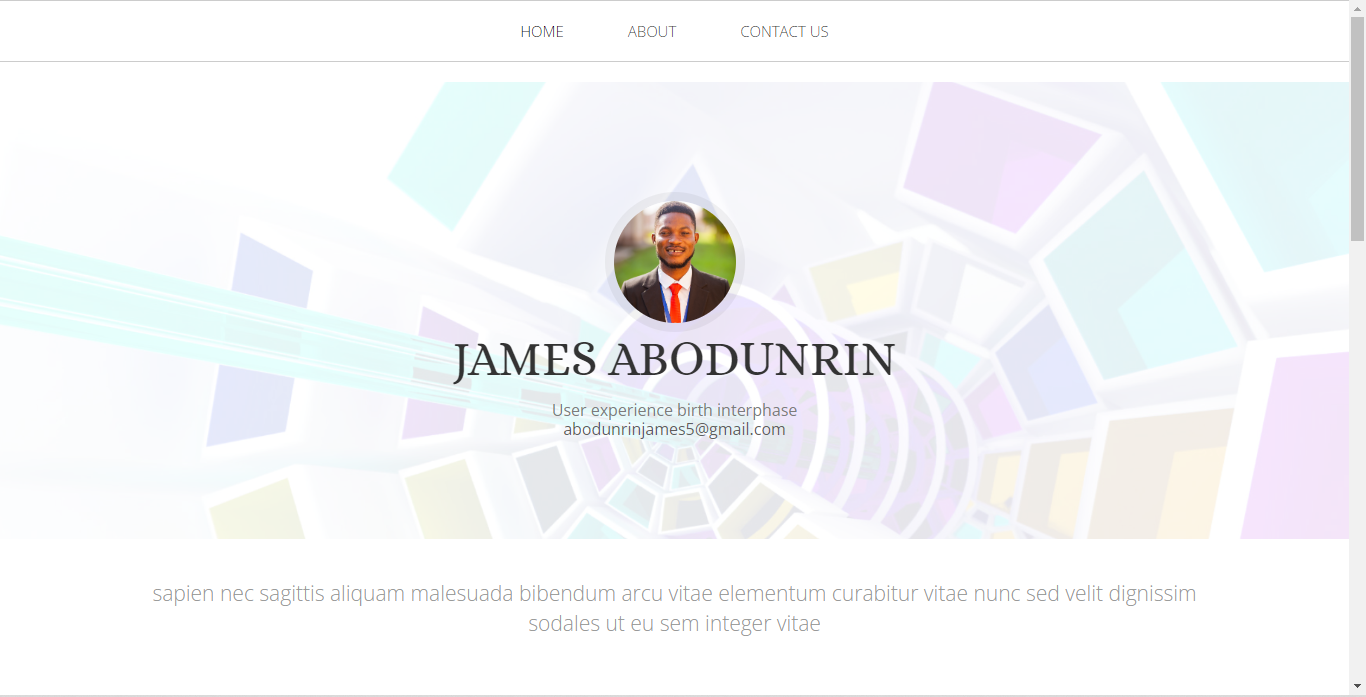 HOME ABOUT CONTACT US
JAMES ABODUNRIN
User experience birth interphase
abodunrinjames5@gmail.com
sapien nec sagittis aliquam malesuada bibendum arcu vitae elementum curabitur vitae nunc sed velit dignissim
sodales ut eu sem integer vitae